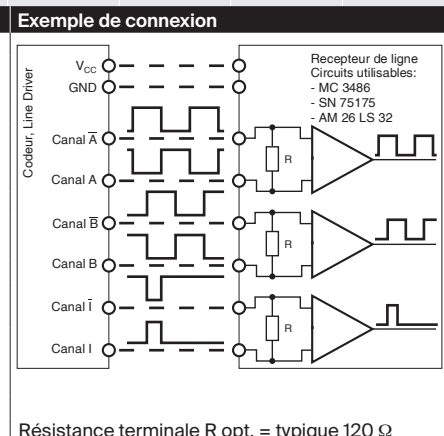 Exemple de connexion
Codeur, Line Driver
V_CC
GND
Canal A̅
Canal A
Canal B̅
Canal B
Canal I̅
Canal I
Recepteur de ligne
Circuits utilisables:
- MC 3486
- SN 75175
- AM 26 LS 32
R
R
R
Résistance terminale R opt. = typique 120 Ω